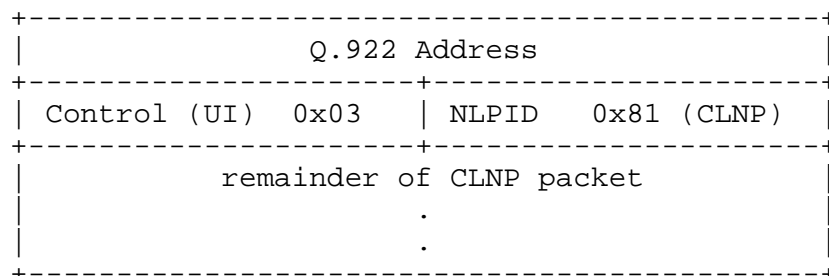 +-----------------------+-----------------------+
| Q.922 Address |
+-----------------------+-----------------------+
| Control (UI) 0x03 | NLPID 0x81 (CLNP) |
+-----------------------+-----------------------+
| remainder of CLNP packet |
| . |
| . |
+-----------------------------------------------+